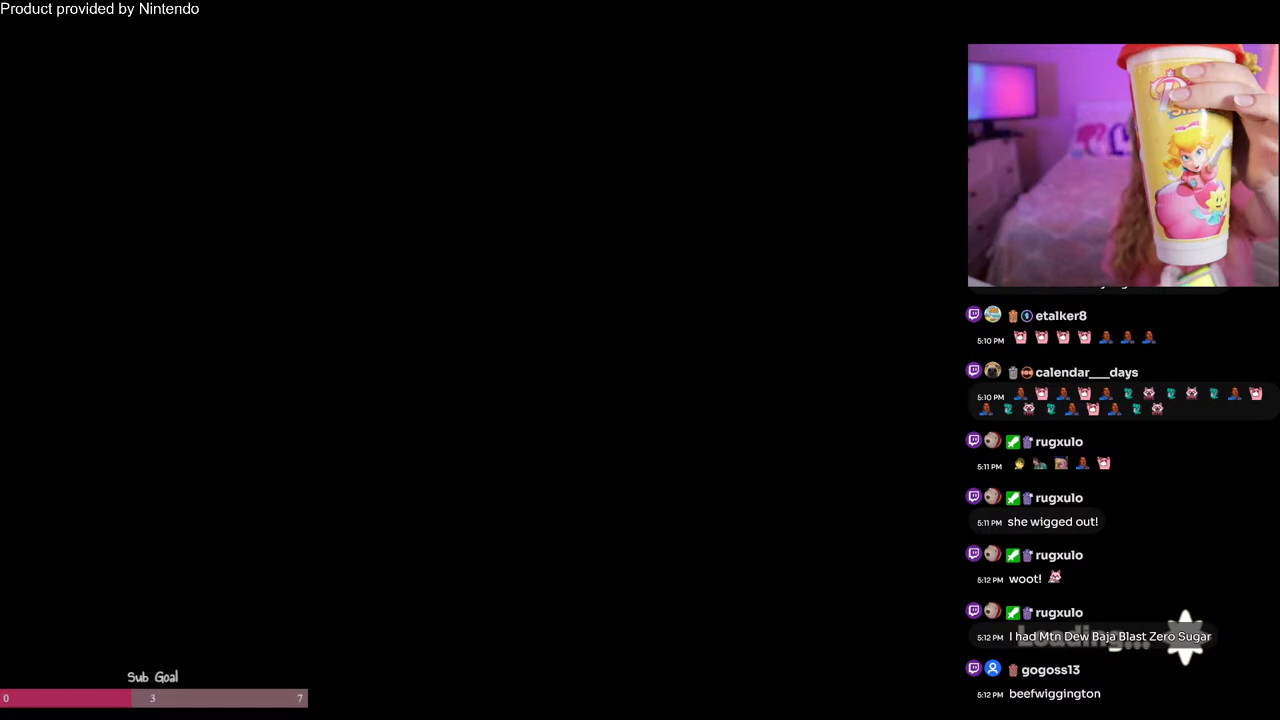 Product provided by Nintendo
etalker8
5:10 PM
calendar___days
5:10 PM
rugxulo
5:11 PM
rugxulo
5:11 PM she wigged out!
rugxulo
5:12 PM woot!
rugxulo
Loading...
5:12 PM I had Mtn Dew Baja Blast Zero Sugar
gogoss13
5:12 PM beefwiggington
Sub Goal
0 3 7